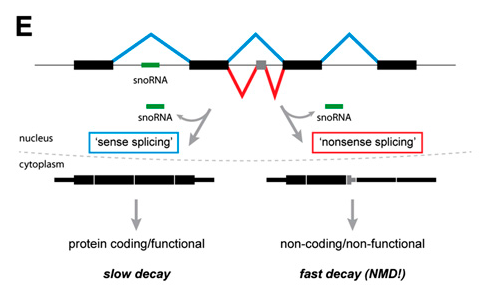 E
snoRNA
snoRNA
snoRNA
nucleus
'sense splicing'
'nonsense splicing'
cytoplasm
protein coding/functional
non-coding/non-functional
slow decay
fast decay (NMD!)